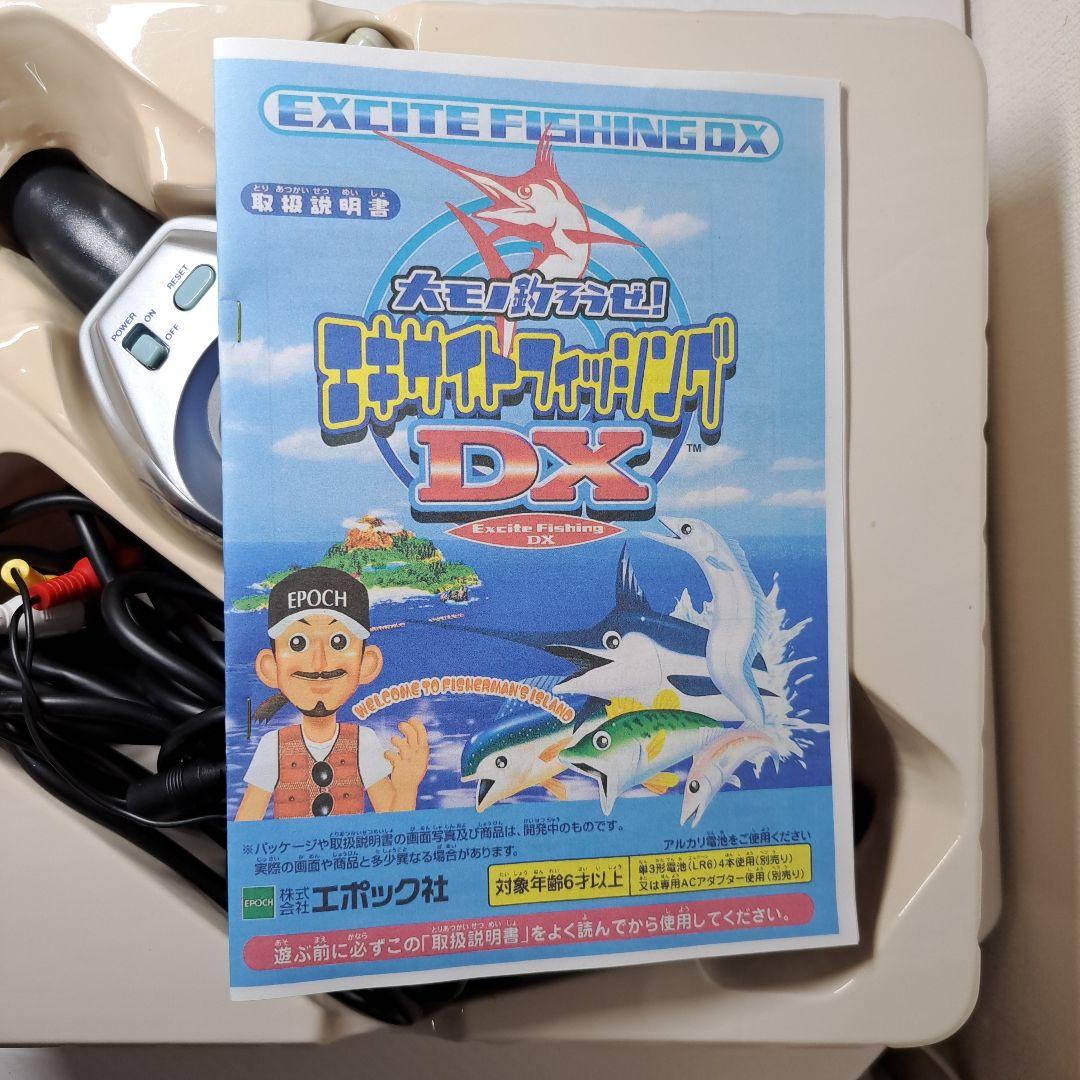 EXCITE FISHING DX
とりあつかいせつめいしょ
取扱説明書
大モノ釣ろうぜ!
エキサイトフィッシング
DX
TM
Excite Fishing
DX
POWER
ON
OFF
RESET
EPOCH
WELCOME TO FISHERMAN'S ISLAND
※パッケージや取扱説明書の画面写真及び商品は、開発中のものです。
実際の画面や商品と多少異なる場合があります。
アルカリ電池をご使用ください
対象年齢6才以上
単3形電池(LR6)4本使用(別売り)
又は専用ACアダプター使用(別売り)
EPOCH
株式会社エポック社
遊ぶ前に必ずこの「取扱説明書」をよく読んでから使用してください。